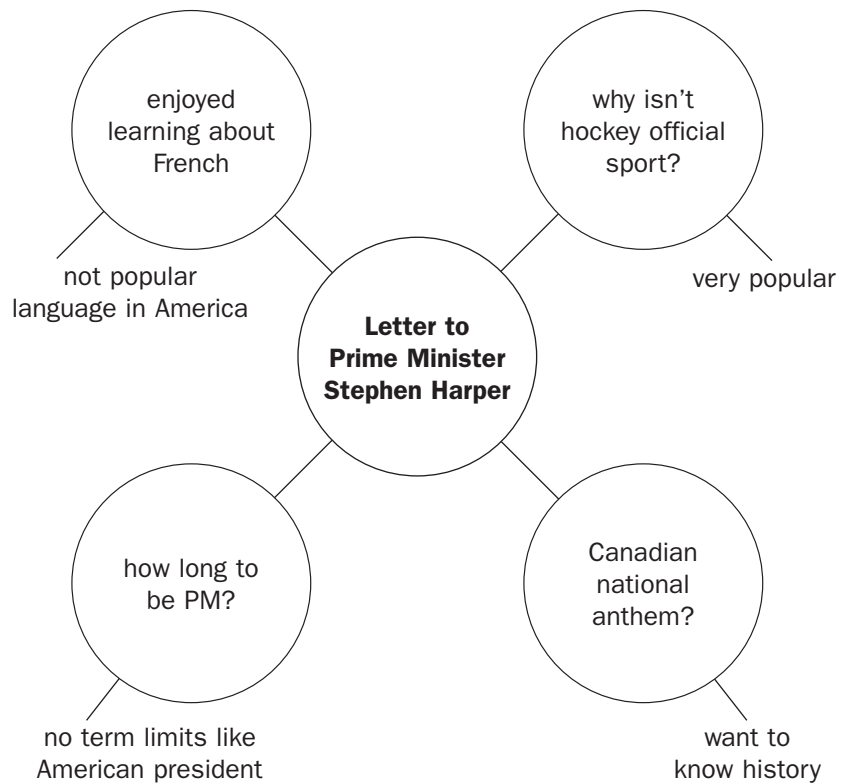 enjoyed
learning about
French
not popular
language in America
why isn't
hockey official
sport?
very popular
Letter to
Prime Minister
Stephen Harper
how long to
be PM?
no term limits like
American president
Canadian
national
anthem?
want to
know history